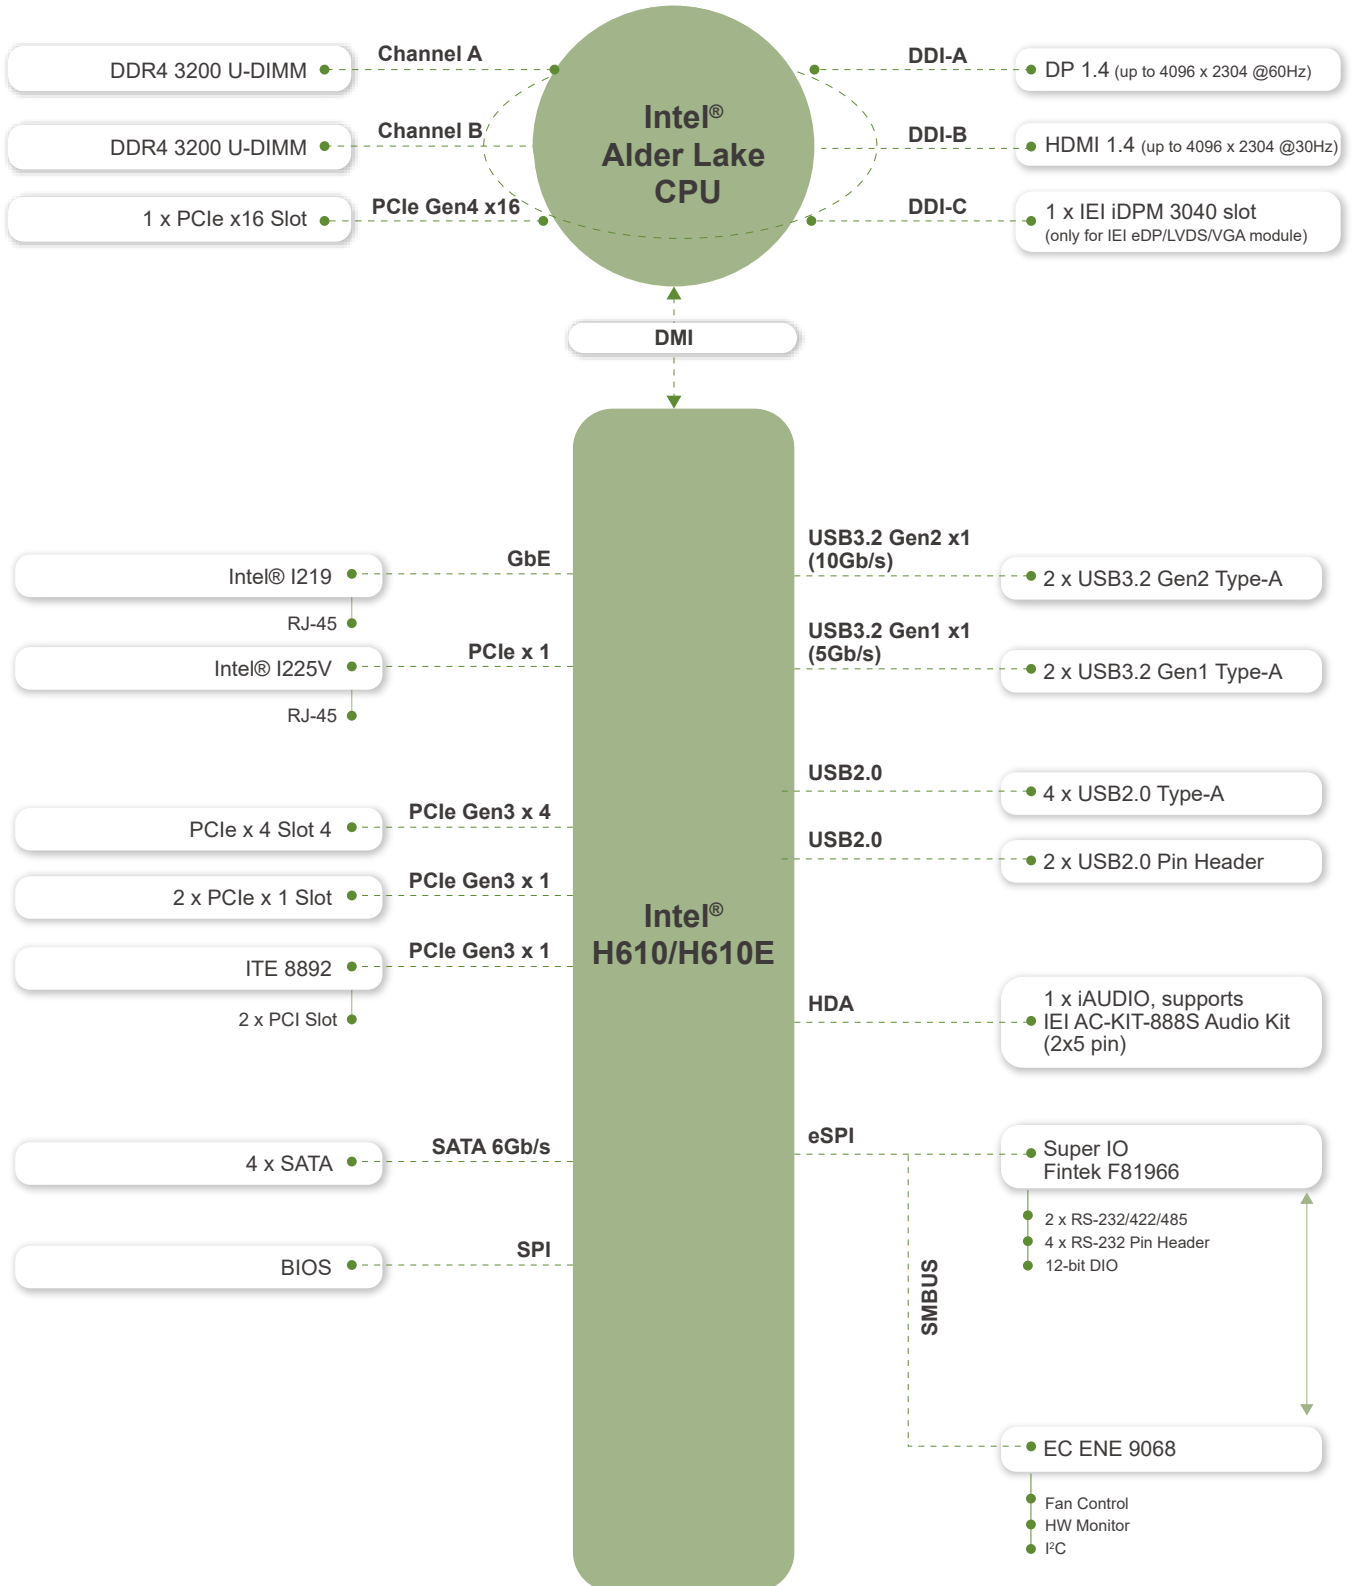 Channel A
DDR4 3200 U-DIMM
Channel B
DDR4 3200 U-DIMM
PCIe Gen4 x16
1 x PCIe x16 Slot
Intel®
Alder Lake
CPU
DDI-A
DP 1.4 (up to 4096 x 2304 @60Hz)
DDI-B
HDMI 1.4 (up to 4096 x 2304 @30Hz)
DDI-C
1 x IEI iDPM 3040 slot
(only for IEI eDP/LVDS/VGA module)
DMI
GbE
Intel® I219
RJ-45
PCIe x 1
Intel® I225V
RJ-45
PCIe Gen3 x 4
PCIe x 4 Slot 4
PCIe Gen3 x 1
2 x PCIe x 1 Slot
PCIe Gen3 x 1
ITE 8892
2 x PCI Slot
SATA 6Gb/s
4 x SATA
SPI
BIOS
Intel®
H610/H610E
USB3.2 Gen2 x1
(10Gb/s)
2 x USB3.2 Gen2 Type-A
USB3.2 Gen1 x1
(5Gb/s)
2 x USB3.2 Gen1 Type-A
USB2.0
4 x USB2.0 Type-A
USB2.0
2 x USB2.0 Pin Header
HDA
1 x iAUDIO, supports
IEI AC-KIT-888S Audio Kit
(2x5 pin)
eSPI
Super IO
Fintek F81966
2 x RS-232/422/485
4 x RS-232 Pin Header
12-bit DIO
SMBUS
EC ENE 9068
Fan Control
HW Monitor
I²C